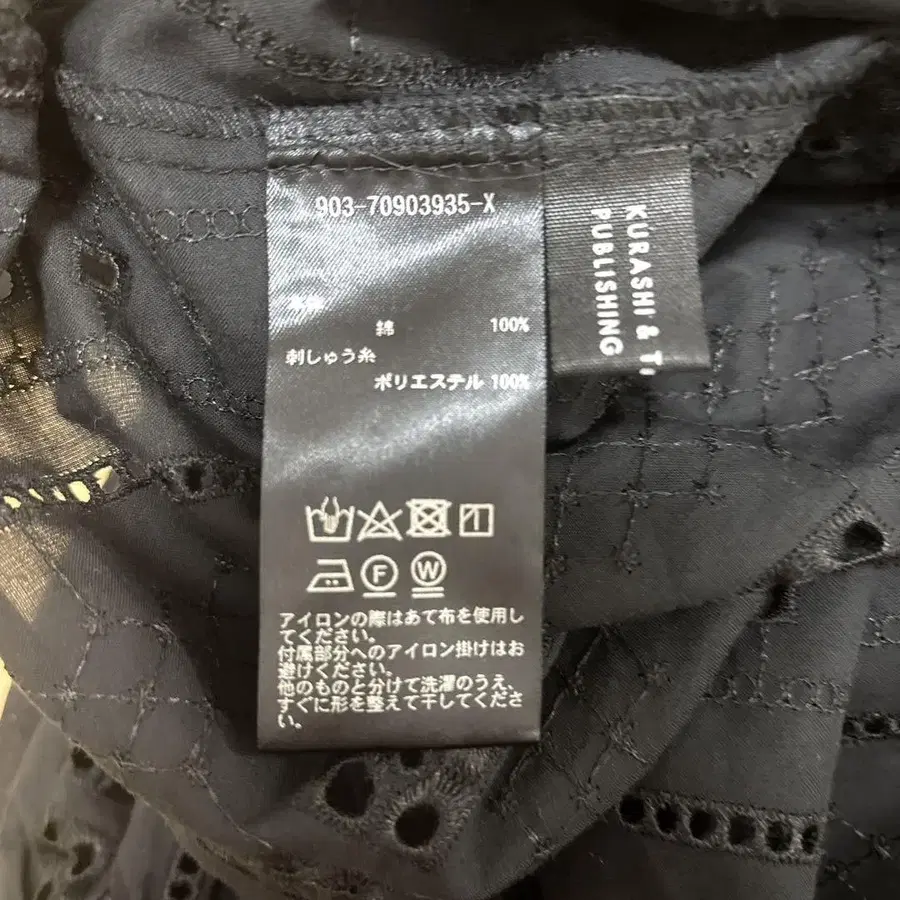 903-70903935-X
綿 100%
刺しゅう糸
ポリエステル 100%
F W
アイロンの際はあて布を使用し
てください。
付属部分へのアイロン掛けはお
避けください。
他のものと分けて洗濯のうえ、
すぐに形を整えて干してくださ
い。
KURASHI &
PUBLISHING